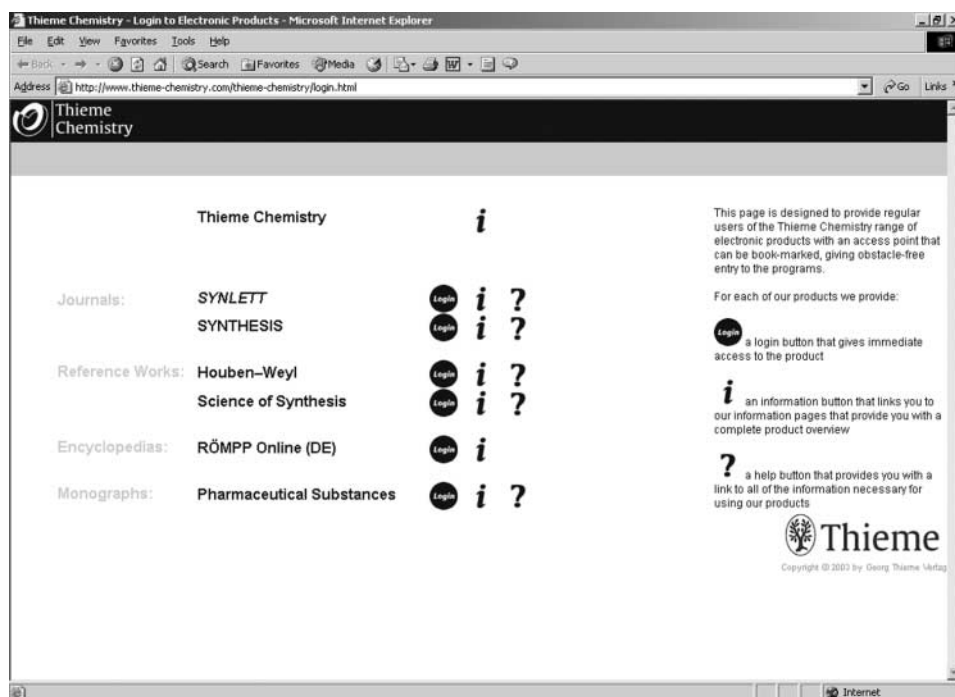 Thieme Chemistry - Login to Electronic Products - Microsoft Internet Explorer
File Edit View Favorites Tools Help
Back Search Favorites Media
Address http://www.thieme-chemistry.com/thieme-chemistry/login.html Go Links
Thieme
Chemistry
Thieme Chemistry i
Journals: SYNLETT Login i ?
SYNTHESIS Login i ?
Reference Works: Houben–Weyl Login i ?
Science of Synthesis Login i ?
Encyclopedias: RÖMPP Online (DE) Login i
Monographs: Pharmaceutical Substances Login i ?
This page is designed to provide regular
users of the Thieme Chemistry range of
electronic products with an access point that
can be book-marked, giving obstacle-free
entry to the programs.
For each of our products we provide:
Login a login button that gives immediate
access to the product
i an information button that links you to
our information pages that provide you with a
complete product overview
? a help button that provides you with a
link to all of the information necessary for
using our products
Thieme
Copyright © 2003 by Georg Thieme Verlag
Internet